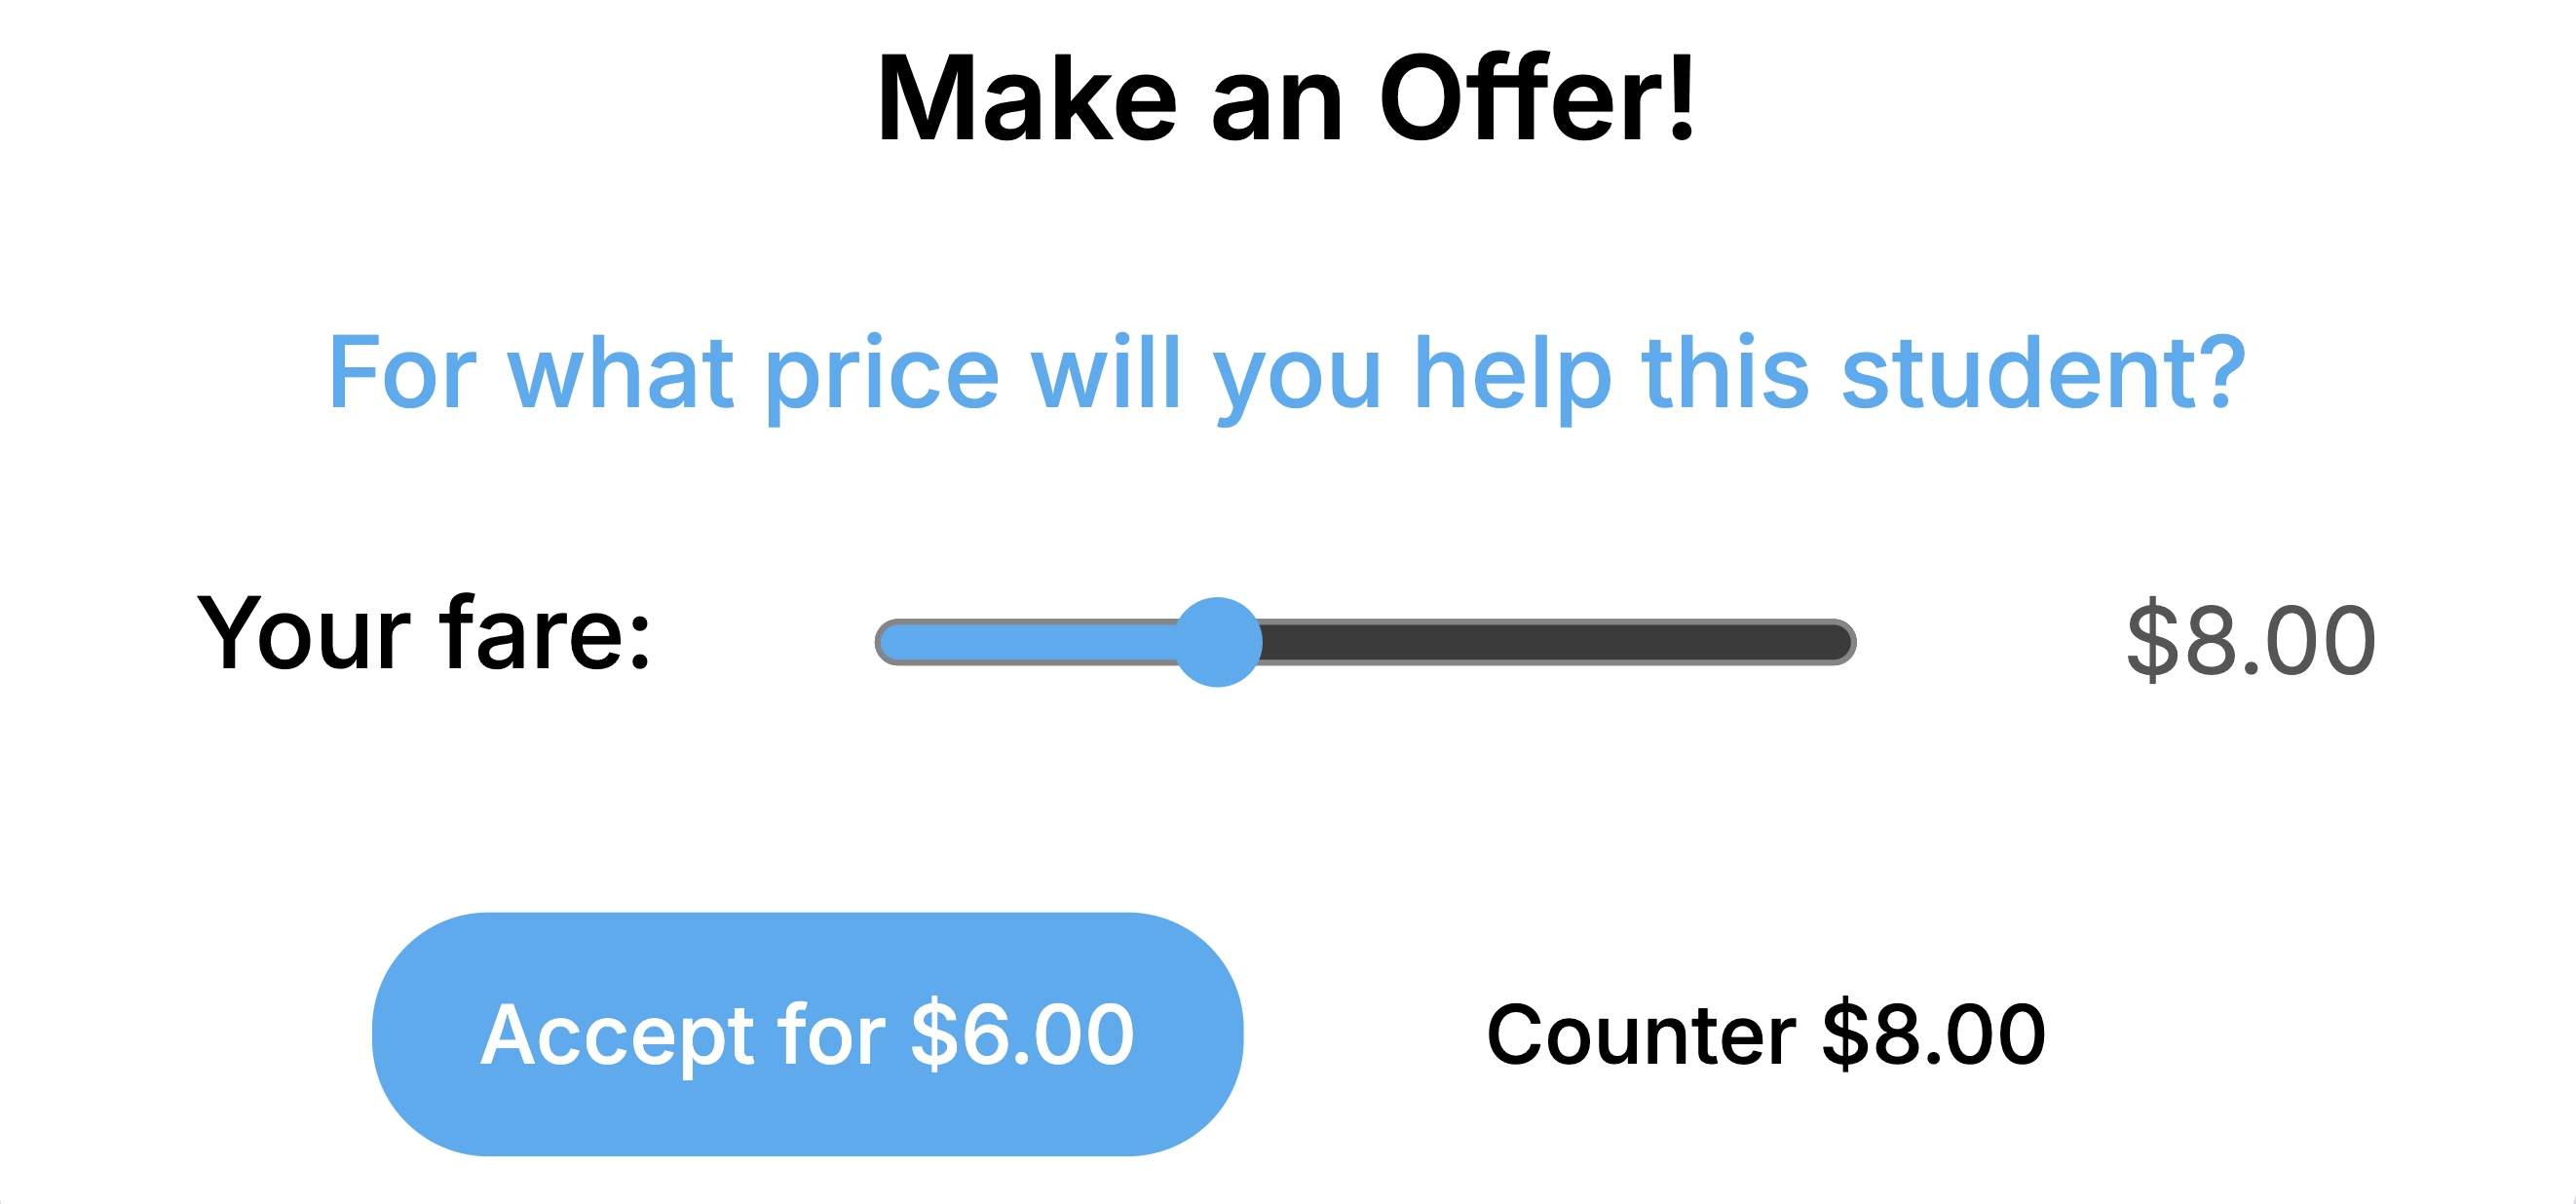 Make an Offer!
For what price will you help this student?
Your fare: $8.00
Accept for $6.00 Counter $8.00